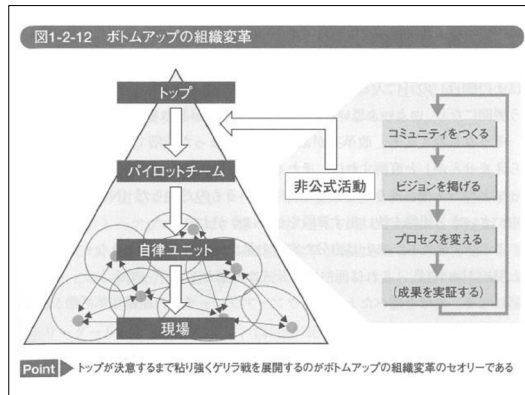 図1-2-12 ボトムアップの組織変革
トップ
パイロットチーム
自律ユニット
現場
非公式活動
コミュニティをつくる
ビジョンを掲げる
プロセスを変える
(成果を実証する)
Point トップが決意するまで粘り強くゲリラ戦を展開するのがボトムアップの組織変革のセオリーである